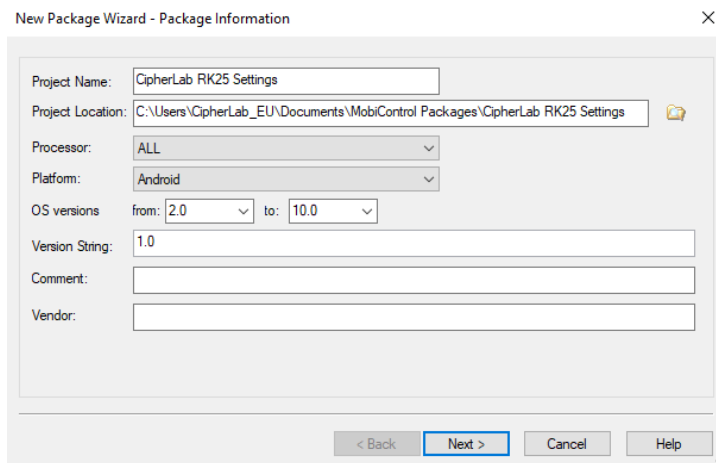 New Package Wizard - Package Information
Project Name: CipherLab RK25 Settings
Project Location: C:\Users\CipherLab_EU\Documents\MobiControl Packages\CipherLab RK25 Settings
Processor: ALL
Platform: Android
OS versions from: 2.0 to: 10.0
Version String: 1.0
Comment:
Vendor:
< Back Next > Cancel Help